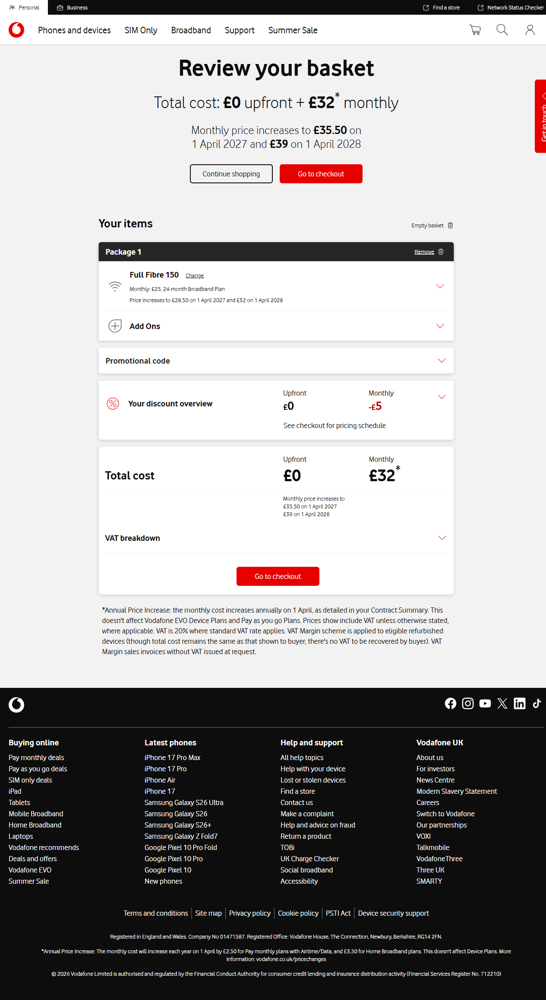 Personal
Business
Find a store
Network Status Checker
Phones and devices
SIM Only
Broadband
Support
Summer Sale
Review your basket
Total cost: £0 upfront + £32* monthly
Monthly price increases to £35.50 on
1 April 2027 and £39 on 1 April 2028
Continue shopping
Go to checkout
Get in touch
Your items
Empty basket
Package 1
Remove
Full Fibre 150
Change
Monthly: £25, 24-month Broadband Plan
Price increases to £28.50 on 1 April 2027 and £32 on 1 April 2028
Add Ons
Promotional code
Your discount overview
Upfront
£0
Monthly
-£5
See checkout for pricing schedule
Total cost
Upfront
£0
Monthly
£32*
Monthly price increases to
£35.50 on 1 April 2027
£39 on 1 April 2028
VAT breakdown
Go to checkout
*Annual Price Increase: the monthly cost increases annually on 1 April, as detailed in your Contract Summary. This
doesn't affect Vodafone EVO Device Plans and Pay as you go Plans. Prices show include VAT unless otherwise stated,
where applicable. VAT is 20% where standard VAT rate applies. VAT Margin scheme is applied to eligible refurbished
devices (though total cost remains the same as that shown to buyer, there's no VAT to be recovered by buyer). VAT
Margin sales invoices without VAT issued at request.
Buying online
Pay monthly deals
Pay as you go deals
SIM only deals
iPad
Tablets
Mobile Broadband
Home Broadband
Laptops
Vodafone recommends
Deals and offers
Vodafone EVO
Summer Sale
Latest phones
iPhone 17 Pro Max
iPhone 17 Pro
iPhone Air
iPhone 17
Samsung Galaxy S26 Ultra
Samsung Galaxy S26
Samsung Galaxy S26+
Samsung Galaxy Z Fold7
Google Pixel 10 Pro Fold
Google Pixel 10 Pro
Google Pixel 10
New phones
Help and support
All help topics
Help with your device
Lost or stolen devices
Find a store
Contact us
Make a complaint
Help and advice on fraud
Return a product
TOBi
UK Charge Checker
Social broadband
Accessibility
Vodafone UK
About us
For investors
News Centre
Modern Slavery Statement
Careers
Switch to Vodafone
Our partnerships
VOXI
Talkmobile
VodafoneThree
Three UK
SMARTY
Terms and conditions
Site map
Privacy policy
Cookie policy
PSTI Act
Device security support
Registered in England and Wales. Company No 01471587. Registered Office: Vodafone House, The Connection, Newbury, Berkshire, RG14 2FN.
*Annual Price Increase: The monthly cost will increase each year on 1 April by £2.50 for Pay monthly plans with Airtime/Data, and £3.50 for Home Broadband plans. This doesn't affect Device Plans. More
information: vodafone.co.uk/pricechanges
© 2026 Vodafone Limited is authorised and regulated by the Financial Conduct Authority for consumer credit lending and insurance distribution activity (Financial Services Register No. 712210)